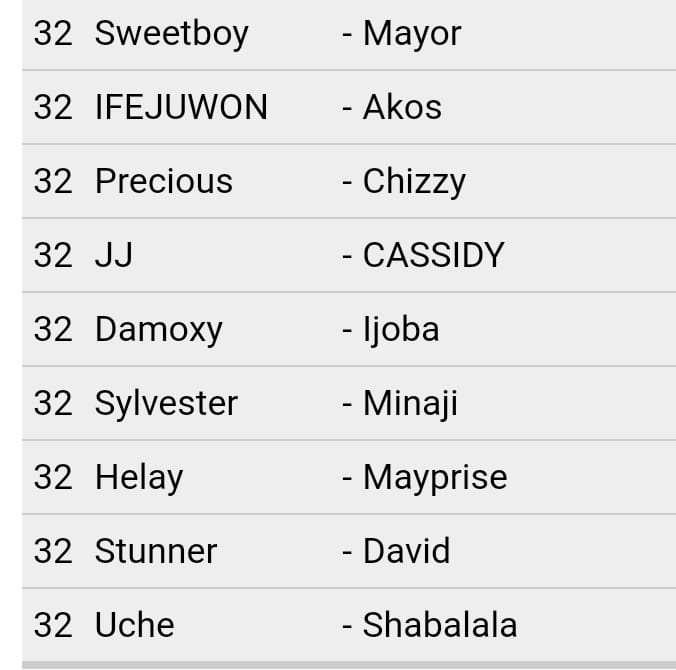 32 Sweetboy - Mayor
32 IFEJUWON - Akos
32 Precious - Chizzy
32 JJ - CASSIDY
32 Damoxy - Ijoba
32 Sylvester - Minaji
32 Helay - Mayprise
32 Stunner - David
32 Uche - Shabalala